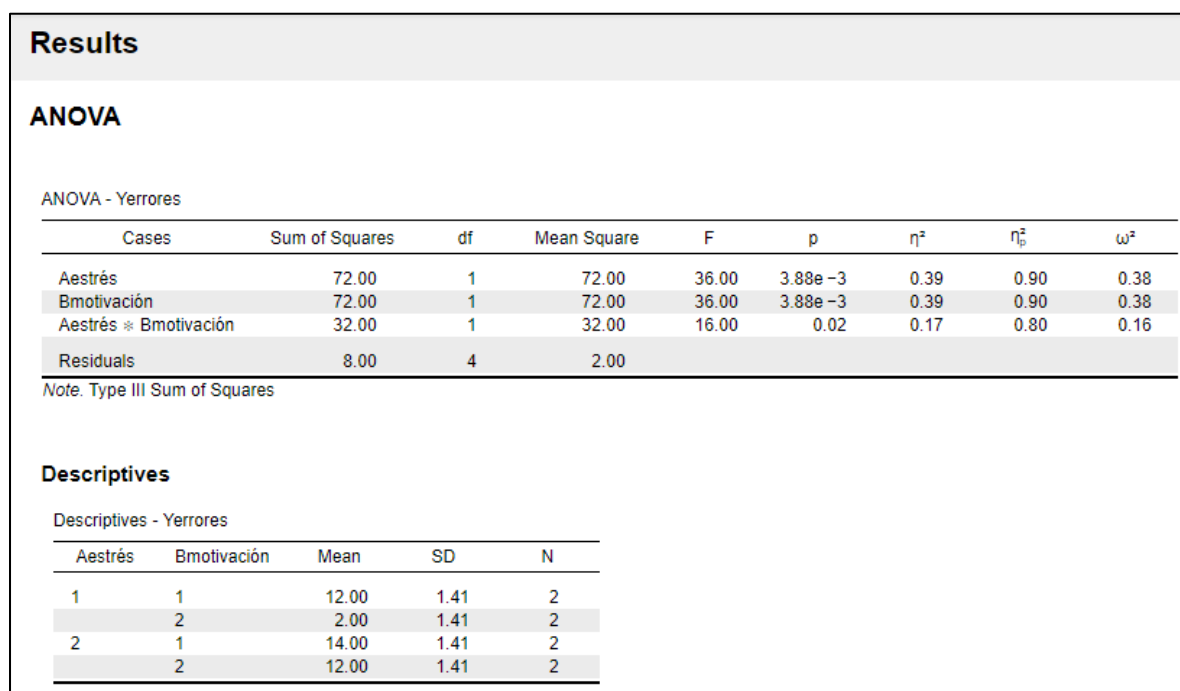 Results
ANOVA
ANOVA - Yerrores
Cases Sum of Squares df Mean Square F p η² η²ₚ ω²
Aestrés 72.00 1 72.00 36.00 3.88e −3 0.39 0.90 0.38
Bmotivación 72.00 1 72.00 36.00 3.88e −3 0.39 0.90 0.38
Aestrés ∗ Bmotivación 32.00 1 32.00 16.00 0.02 0.17 0.80 0.16
Residuals 8.00 4 2.00
Note. Type III Sum of Squares
Descriptives
Descriptives - Yerrores
Aestrés Bmotivación Mean SD N
1 1 12.00 1.41 2
2 2.00 1.41 2
2 1 14.00 1.41 2
2 12.00 1.41 2